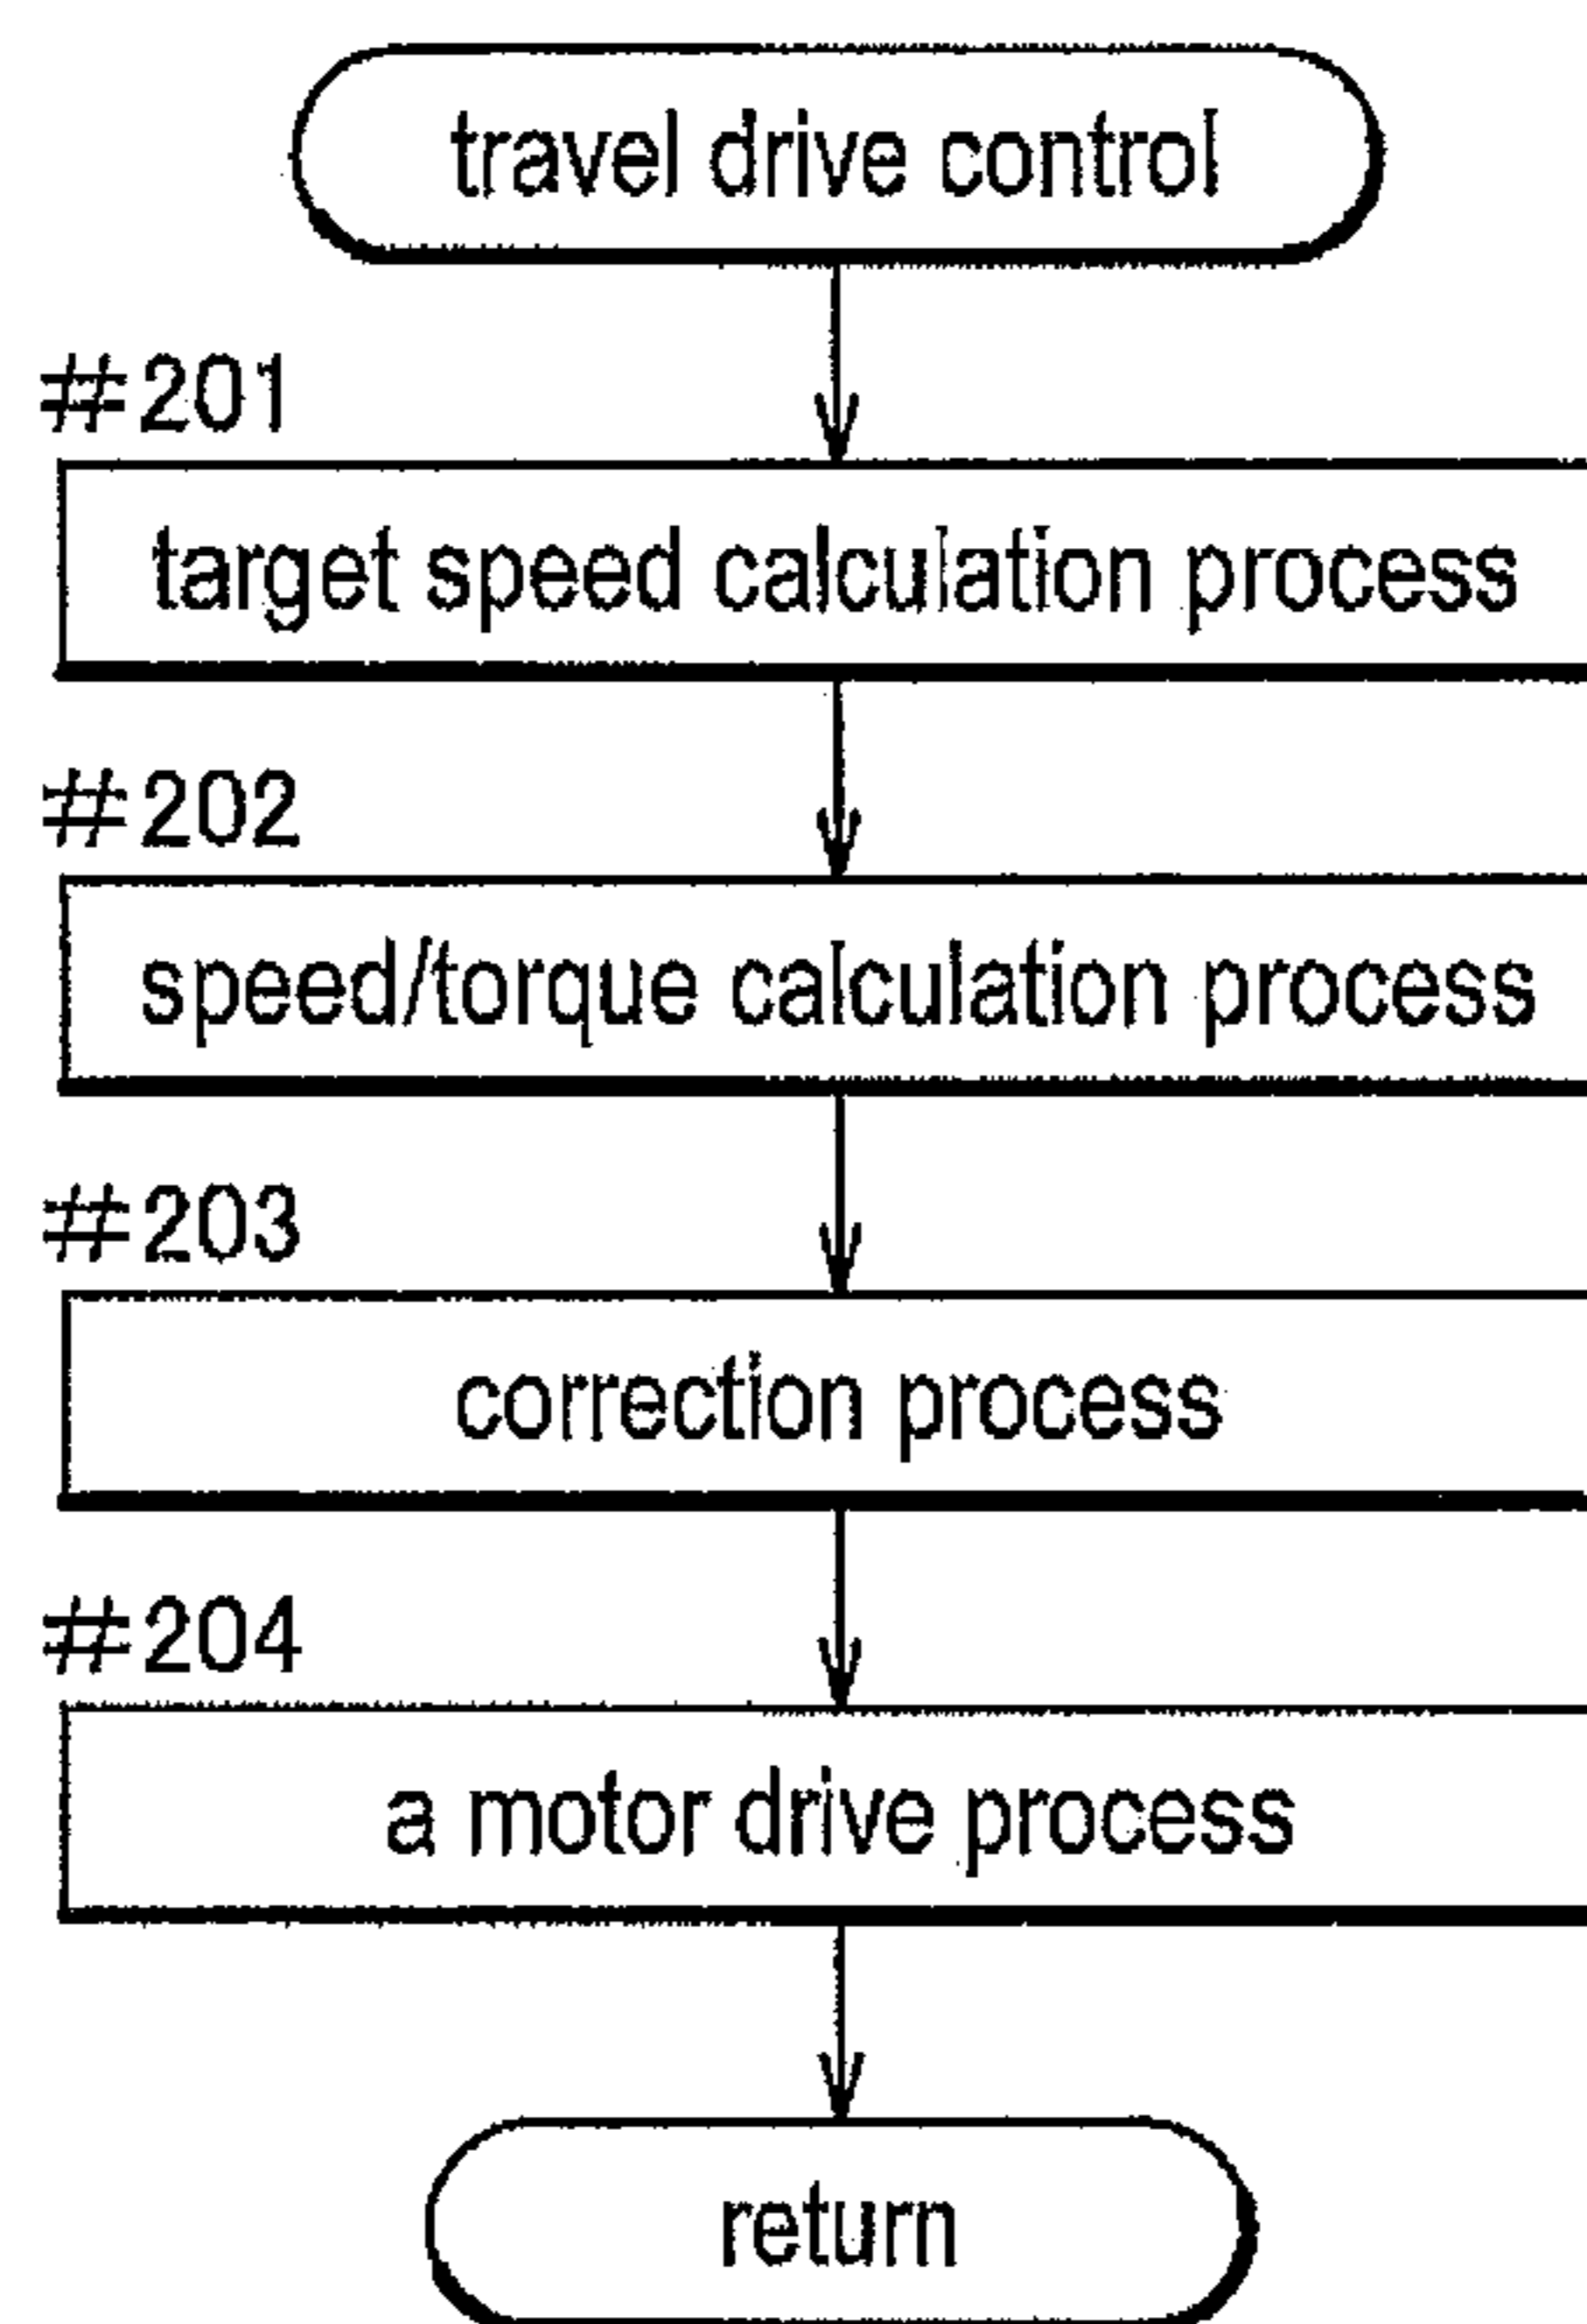 travel drive control
#201
target speed calculation process
#202
speed/torque calculation process
#203
correction process
#204
a motor drive process
return